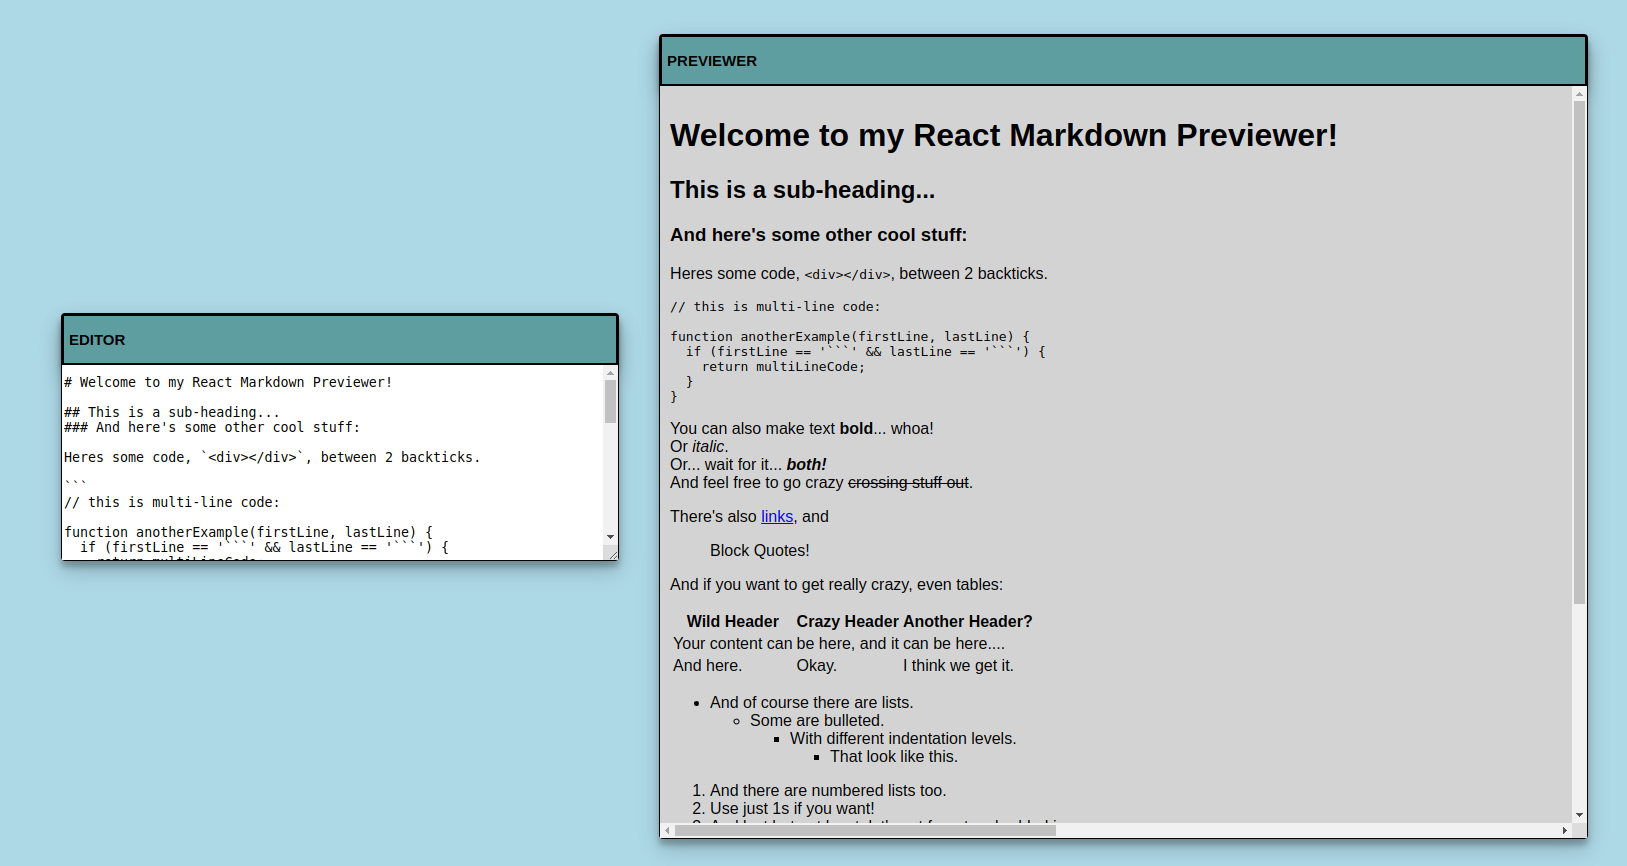 EDITOR
# Welcome to my React Markdown Previewer!
## This is a sub-heading...
### And here's some other cool stuff:
Heres some code, `<div></div>`, between 2 backticks.
```
// this is multi-line code:
function anotherExample(firstLine, lastLine) {
  if (firstLine == '```' && lastLine == '```') {
    return multiLineCode
PREVIEWER
Welcome to my React Markdown Previewer!
This is a sub-heading...
And here's some other cool stuff:
Heres some code, <div></div>, between 2 backticks.
// this is multi-line code:
function anotherExample(firstLine, lastLine) {
  if (firstLine == '```' && lastLine == '```') {
    return multiLineCode;
  }
}
You can also make text bold... whoa!
Or italic.
Or... wait for it... both!
And feel free to go crazy crossing stuff out.
There's also links, and
Block Quotes!
And if you want to get really crazy, even tables:
Wild Header Crazy Header Another Header?
Your content can be here, and it can be here....
And here. Okay. I think we get it.
• And of course there are lists.
◦ Some are bulleted.
▪ With different indentation levels.
▪ That look like this.
1. And there are numbered lists too.
2. Use just 1s if you want!